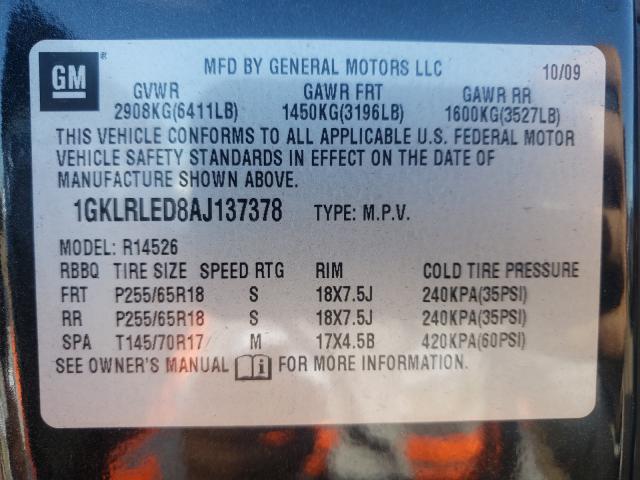 GM
MFD BY GENERAL MOTORS LLC 10/09
GVWR GAWR FRT GAWR RR
2908KG(6411LB) 1450KG(3196LB) 1600KG(3527LB)
THIS VEHICLE CONFORMS TO ALL APPLICABLE U.S. FEDERAL MOTOR
VEHICLE SAFETY STANDARDS IN EFFECT ON THE DATE OF
MANUFACTURE SHOWN ABOVE.
1GKLRLED8AJ137378 TYPE: M.P.V.
MODEL: R14526
RBBQ TIRE SIZE SPEED RTG RIM COLD TIRE PRESSURE
FRT P255/65R18 S 18X7.5J 240KPA(35PSI)
RR P255/65R18 S 18X7.5J 240KPA(35PSI)
SPA T145/70R17 M 17X4.5B 420KPA(60PSI)
SEE OWNER'S MANUAL i FOR MORE INFORMATION.